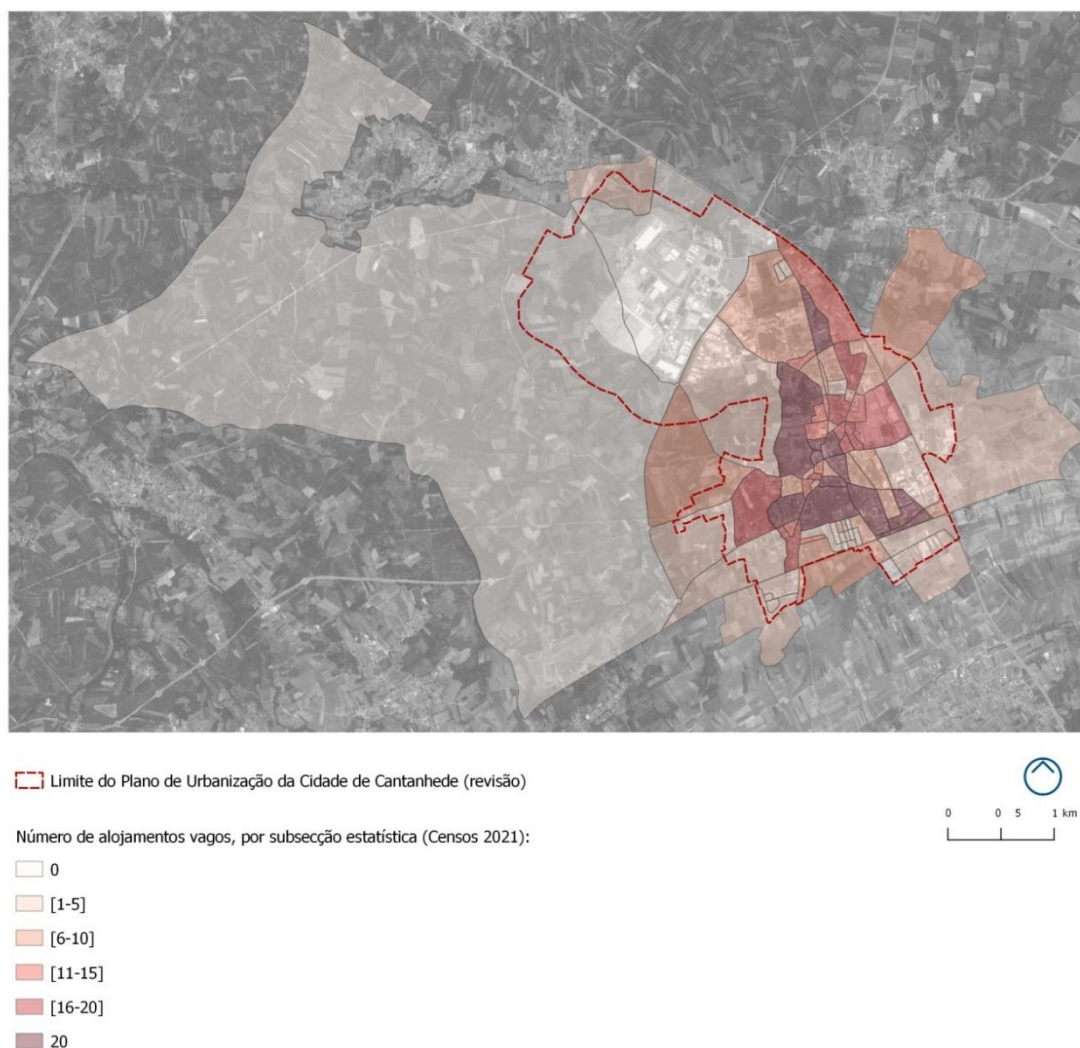 Limite do Plano de Urbanização da Cidade de Cantanhede (revisão)
0 0 5 1 km
Número de alojamentos vagos, por subsecção estatística (Censos 2021):
0
[1-5]
[6-10]
[11-15]
[16-20]
20